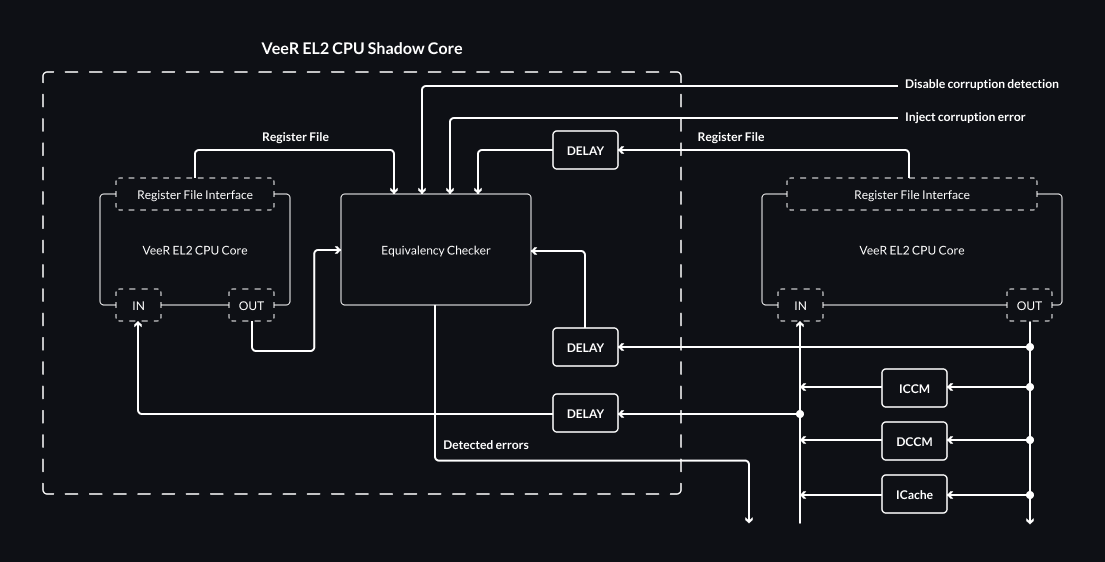 VeeR EL2 CPU Shadow Core
Disable corruption detection
Inject corruption error
Register File
DELAY
Register File
Register File Interface
Register File Interface
VeeR EL2 CPU Core
Equivalency Checker
VeeR EL2 CPU Core
IN
OUT
IN
OUT
DELAY
ICCM
DELAY
DCCM
Detected errors
ICache